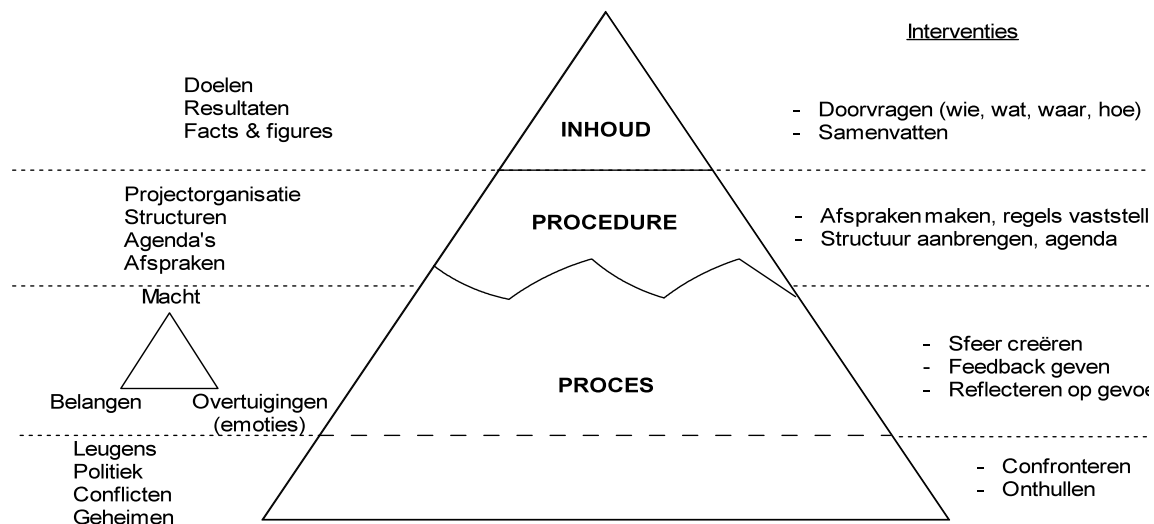 Interventies
Doelen
Resultaten
Facts & figures
INHOUD
- Doorvragen (wie, wat, waar, hoe)
- Samenvatten
Projectorganisatie
Structuren
Agenda's
Afspraken
PROCEDURE
- Afspraken maken, regels vaststell
- Structuur aanbrengen, agenda
Macht
Belangen
Overtuigingen
(emoties)
PROCES
- Sfeer creëren
- Feedback geven
- Reflecteren op gevoe
Leugens
Politiek
Conflicten
Geheimen
- Confronteren
- Onthullen